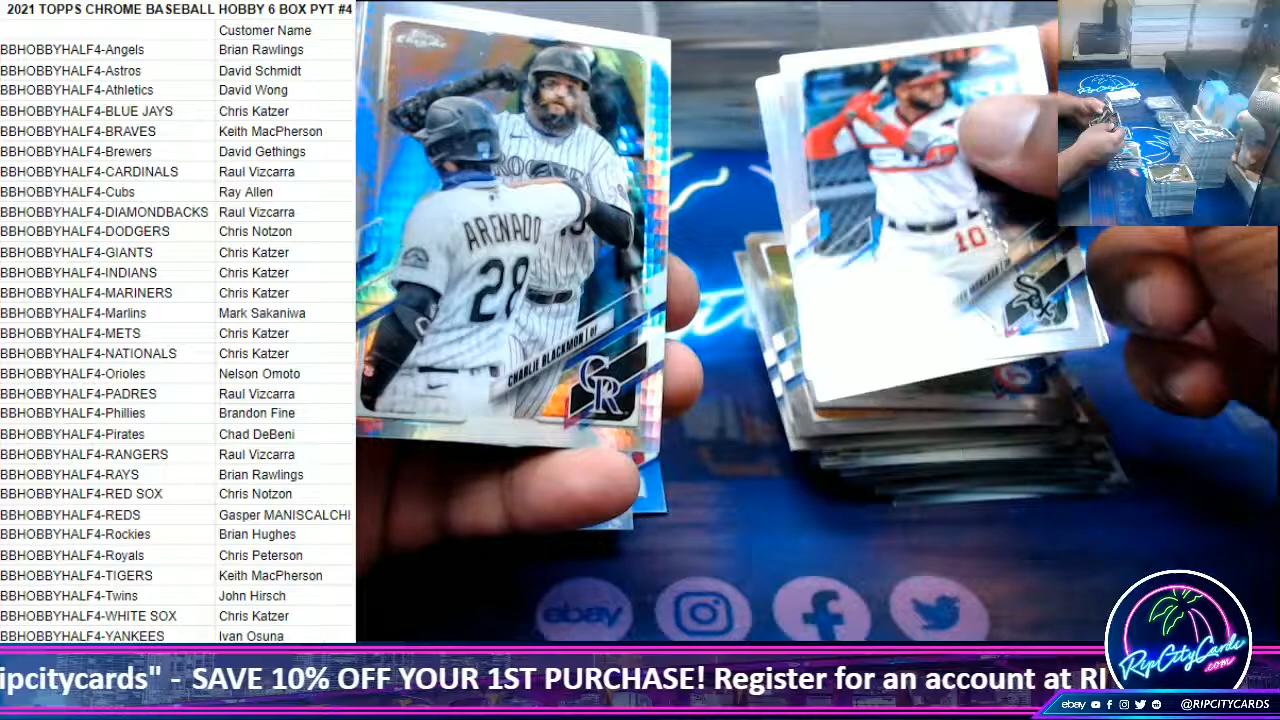 2021 TOPPS CHROME BASEBALL HOBBY 6 BOX PYT #4
Customer Name
BBHOBBYHALF4-Angels Brian Rawlings
BBHOBBYHALF4-Astros David Schmidt
BBHOBBYHALF4-Athletics David Wong
BBHOBBYHALF4-BLUE JAYS Chris Katzer
BBHOBBYHALF4-BRAVES Keith MacPherson
BBHOBBYHALF4-Brewers David Gethings
BBHOBBYHALF4-CARDINALS Raul Vizcarra
BBHOBBYHALF4-Cubs Ray Allen
BBHOBBYHALF4-DIAMONDBACKS Raul Vizcarra
BBHOBBYHALF4-DODGERS Chris Notzon
BBHOBBYHALF4-GIANTS Chris Katzer
BBHOBBYHALF4-INDIANS Chris Katzer
BBHOBBYHALF4-MARINERS Chris Katzer
BBHOBBYHALF4-Marlins Mark Sakaniwa
BBHOBBYHALF4-METS Chris Katzer
BBHOBBYHALF4-NATIONALS Chris Katzer
BBHOBBYHALF4-Orioles Nelson Omoto
BBHOBBYHALF4-PADRES Raul Vizcarra
BBHOBBYHALF4-Phillies Brandon Fine
BBHOBBYHALF4-Pirates Chad DeBeni
BBHOBBYHALF4-RANGERS Raul Vizcarra
BBHOBBYHALF4-RAYS Brian Rawlings
BBHOBBYHALF4-RED SOX Chris Notzon
BBHOBBYHALF4-REDS Gasper MANISCALCHI
BBHOBBYHALF4-Rockies Brian Hughes
BBHOBBYHALF4-Royals Chris Peterson
BBHOBBYHALF4-TIGERS Keith MacPherson
BBHOBBYHALF4-Twins John Hirsch
BBHOBBYHALF4-WHITE SOX Chris Katzer
BBHOBBYHALF4-YANKEES Ivan Osuna
Chrome
ARENADO
28
CHARLIE BLACKMON | OF
CR
10
Sox
ebay
ipcitycards" - SAVE 10% OFF YOUR 1ST PURCHASE! Register for an account at RI
RipCityCards
.com
ebay @RIPCITYCARDS